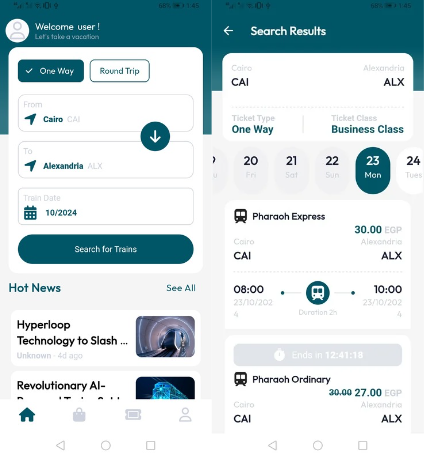 Welcome user !
Let's take a vacation
One Way
Round Trip
From
Cairo CAI
To
Alexandria ALX
Train Date
10/2024
Search for Trains
Hot News
See All
Hyperloop
Technology to Slash ...
Unknown - 4d ago
Revolutionary AI-
60% 1:45
Search Results
Cairo
Alexandria
CAI
ALX
Ticket Type
Ticket Class
One Way
Business Class
20
21
22
23
24
Fri
Sat
Sun
Mon
Tues
Pharaoh Express
30.00 EGP
Cairo
Alexandria
CAI
ALX
08:00
10:00
23/10/202
4
23/10/202
4
Duration 2h
Ends in 12:41:18
Pharaoh Ordinary
30.00 27.00 EGP
Cairo
Alexandria
CAI
ALX